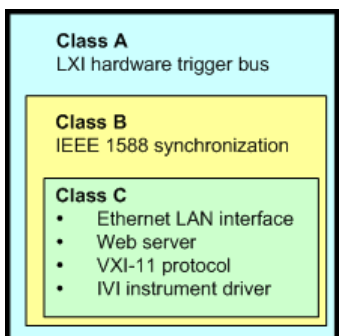 Class A
LXI hardware trigger bus
Class B
IEEE 1588 synchronization
Class C
• Ethernet LAN interface
• Web server
• VXI-11 protocol
• IVI instrument driver